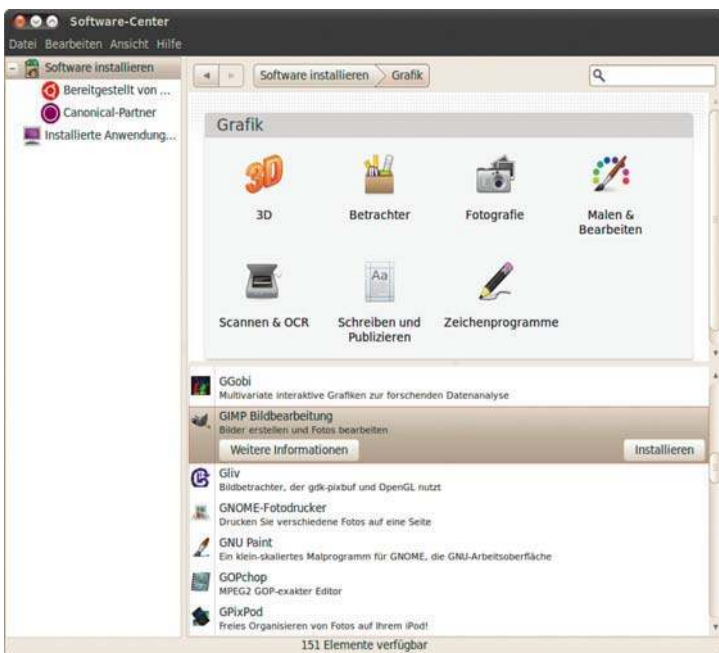 Software-Center
Datei Bearbeiten Ansicht Hilfe
Software installieren
Bereitgestellt von ...
Canonical-Partner
Installierte Anwendung...
Software installieren Grafik
Grafik
3D
Betrachter
Fotografie
Malen &
Bearbeiten
Scannen & OCR
Aa
Schreiben und
Publizieren
Zeichenprogramme
GGobi
Multivariate interaktive Grafiken zur forschenden Datenanalyse
GIMP Bildbearbeitung
Bilder erstellen und Fotos bearbeiten
Weitere Informationen
Installieren
Gliv
Bildbetrachter, der gdk-pixbuf und OpenGL nutzt
GNOME-Fotodrucker
Drucken Sie verschiedene Fotos auf eine Seite
GNU Paint
Ein klein-skaliertes Malprogramm für GNOME, die GNU-Arbeitsoberfläche
GOPchop
MPEG2 GOP-exakter Editor
GPixPod
Freies Organisieren von Fotos auf Ihrem iPod!
151 Elemente verfügbar